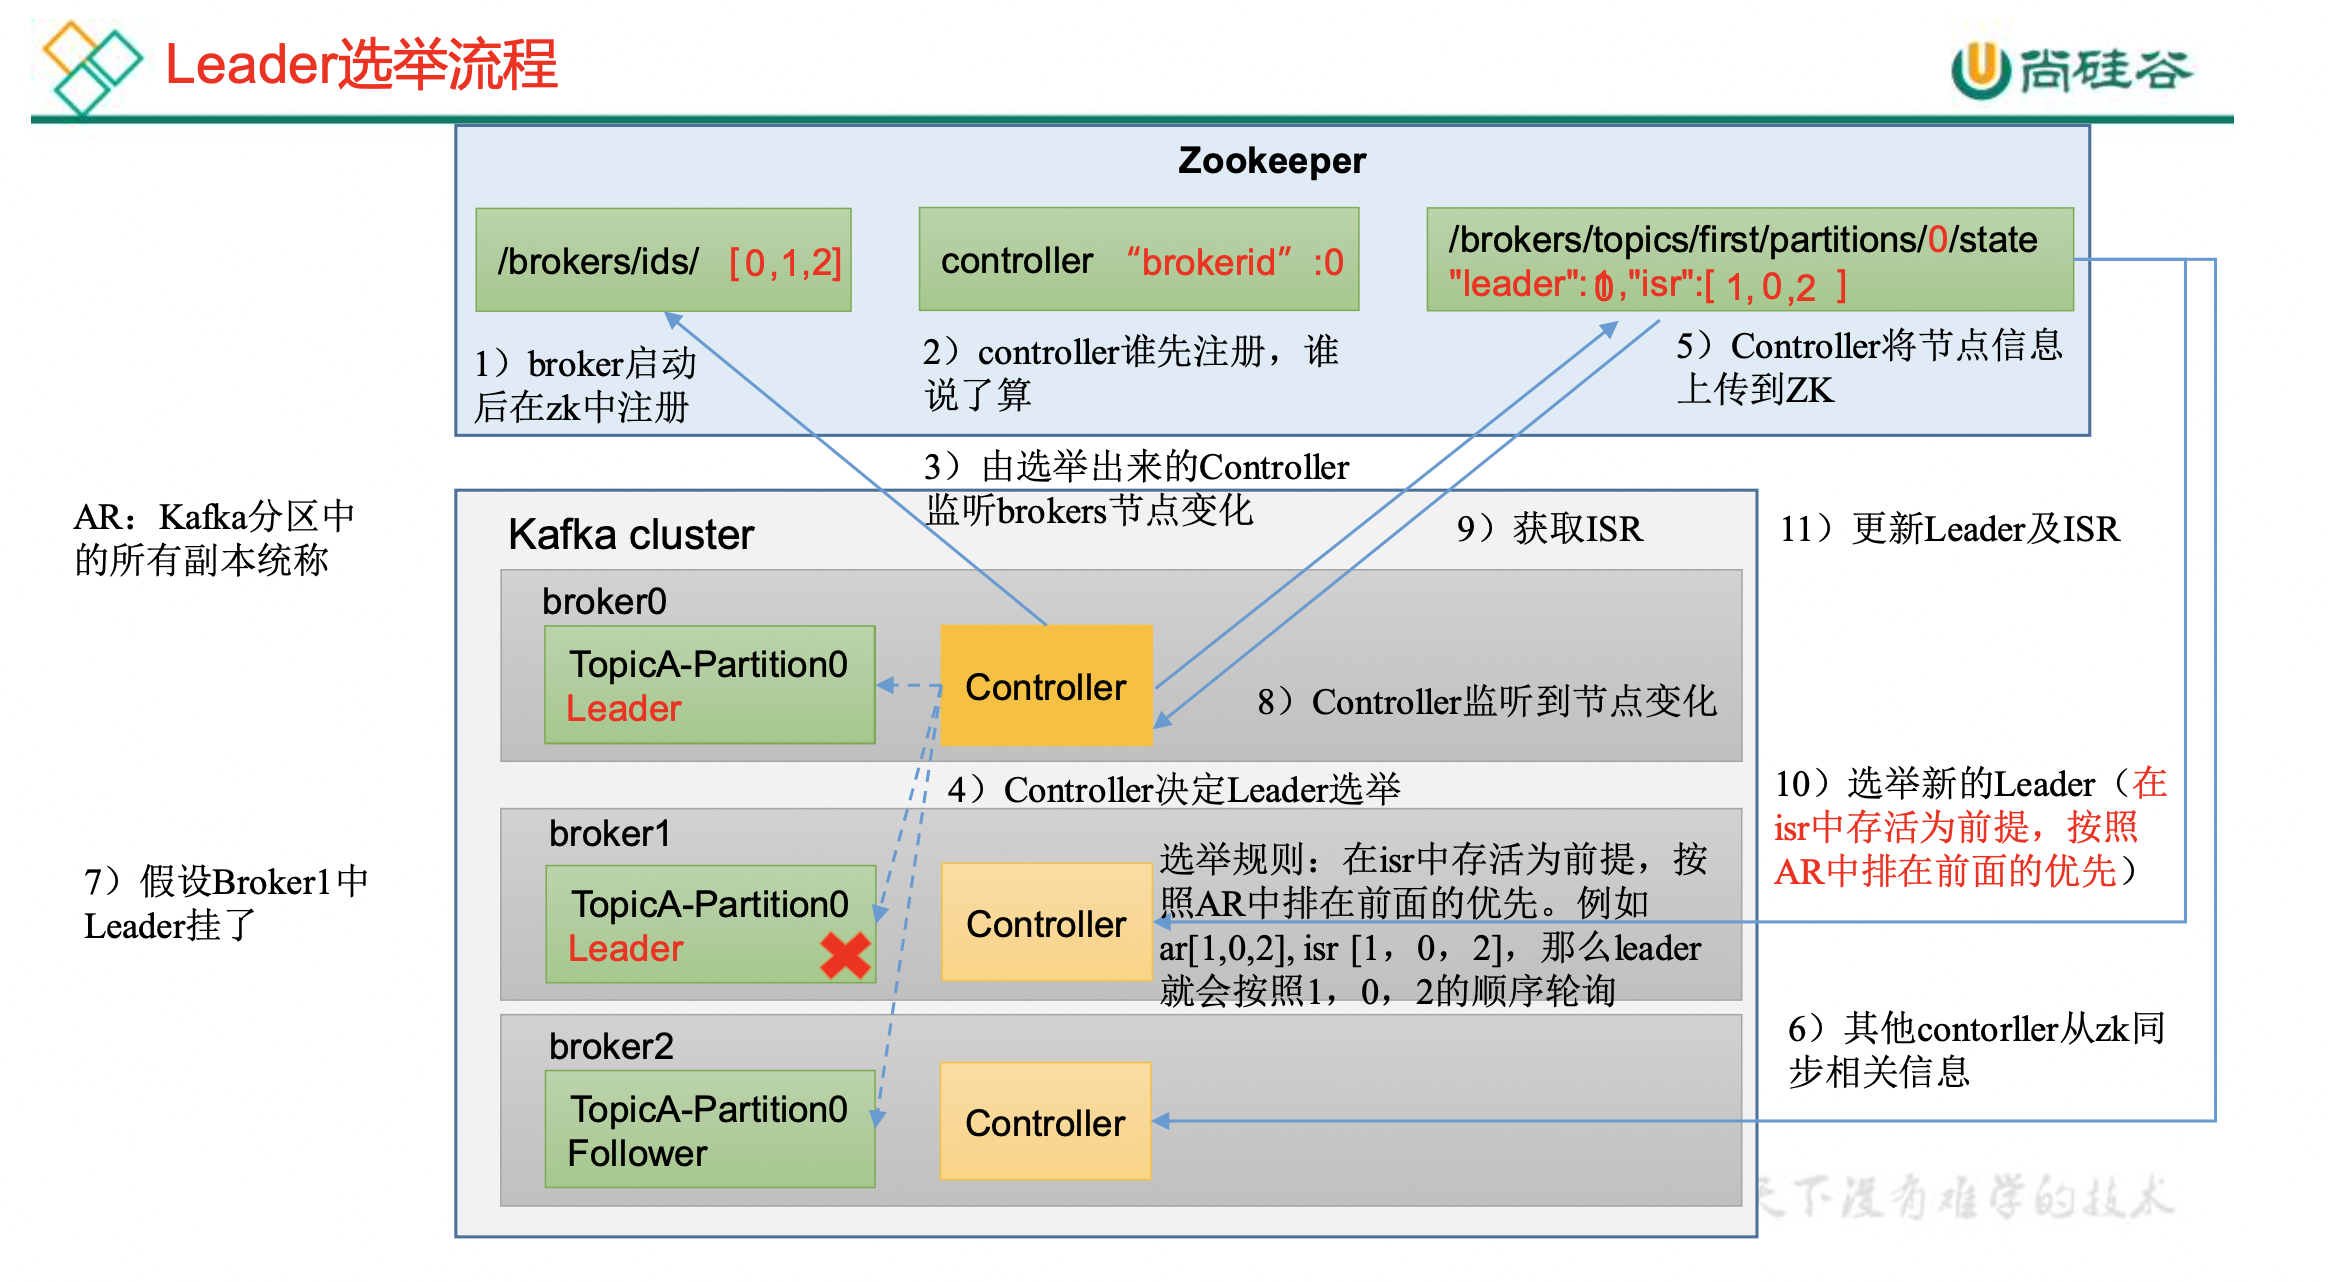 Leader选举流程
尚硅谷
Zookeeper
/brokers/ids/ [0,1,2]
controller “brokerid” :0
/brokers/topics/first/partitions/0/state
"leader": ,"isr":[ 1, 0 ,2 ]
1）broker启动
后在zk中注册
2）controller谁先注册，谁
说了算
5）Controller将节点信息
上传到ZK
3）由选举出来的Controller
监听brokers节点变化
AR：Kafka分区中
的所有副本统称
Kafka cluster
9）获取ISR
11）更新Leader及ISR
broker0
TopicA-Partition0
Leader
Controller
8）Controller监听到节点变化
4）Controller决定Leader选举
10）选举新的Leader（在
isr中存活为前提，按照
AR中排在前面的优先）
broker1
TopicA-Partition0
Leader
Controller
选举规则：在isr中存活为前提，按
照AR中排在前面的优先。例如
ar[1,0,2], isr [1，0，2]，那么leader
就会按照1，0，2的顺序轮询
7）假设Broker1中
Leader挂了
broker2
TopicA-Partition0
Follower
Controller
6）其他contorller从zk同
步相关信息
天下没有难学的技术